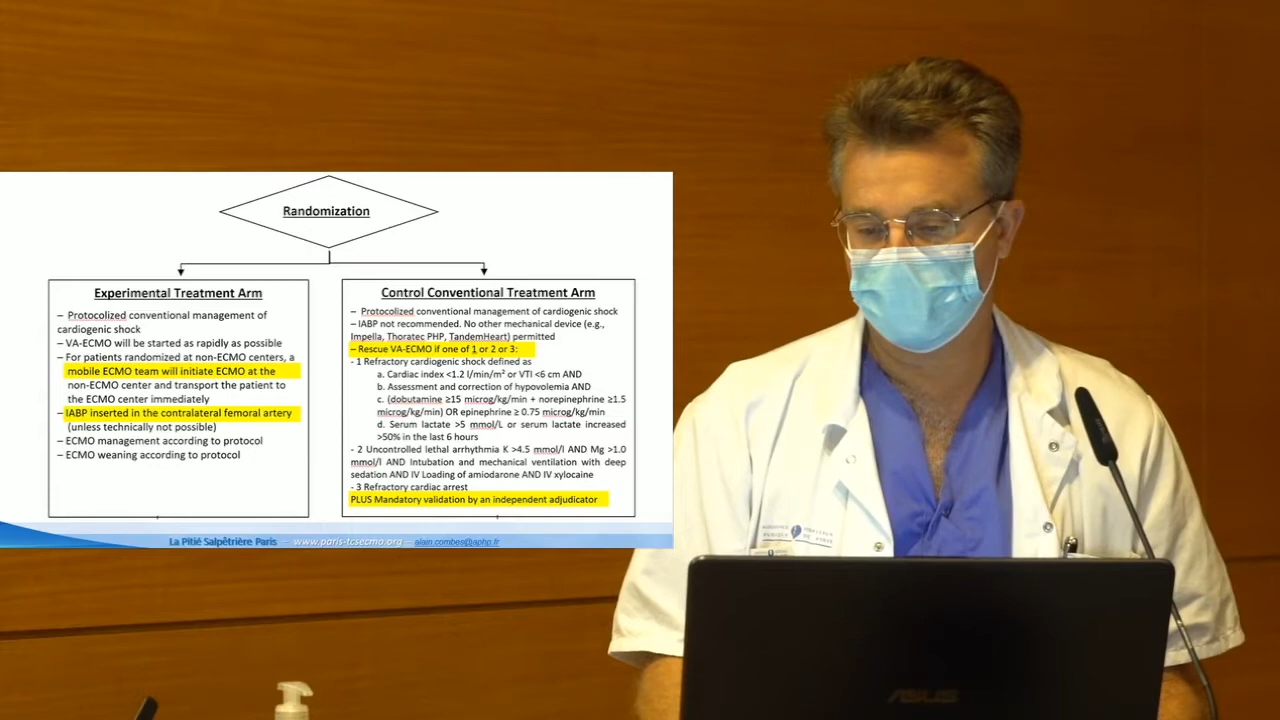 Randomization
Experimental Treatment Arm
– Protocolized conventional management of
cardiogenic shock
– VA-ECMO will be started as rapidly as possible
– For patients randomized at non-ECMO centers, a
mobile ECMO team will initiate ECMO at the
non-ECMO center and transport the patient to
the ECMO center immediately
– IABP inserted in the contralateral femoral artery
(unless technically not possible)
– ECMO management according to protocol
– ECMO weaning according to protocol
Control Conventional Treatment Arm
– Protocolized conventional management of cardiogenic shock
– IABP not recommended. No other mechanical device (e.g.,
Impella, Thoratec PHP, TandemHeart) permitted
– Rescue VA-ECMO if one of 1 or 2 or 3:
- 1 Refractory cardiogenic shock defined as
a. Cardiac index <1.2 l/min/m² or VTI <6 cm AND
b. Assessment and correction of hypovolemia AND
c. (dobutamine ≥15 microg/kg/min + norepinephrine ≥1.5
microg/kg/min) OR epinephrine ≥ 0.75 microg/kg/min
d. Serum lactate >5 mmol/L or serum lactate increased
>50% in the last 6 hours
- 2 Uncontrolled lethal arrhythmia K >4.5 mmol/l AND Mg >1.0
mmol/l AND Intubation and mechanical ventilation with deep
sedation AND IV Loading of amiodarone AND IV xylocaine
- 3 Refractory cardiac arrest
PLUS Mandatory validation by an independent adjudicator
La Pitié Salpêtrière Paris – www.paris-tcsecmo.org — alain.combes@aphp.fr
ASUS